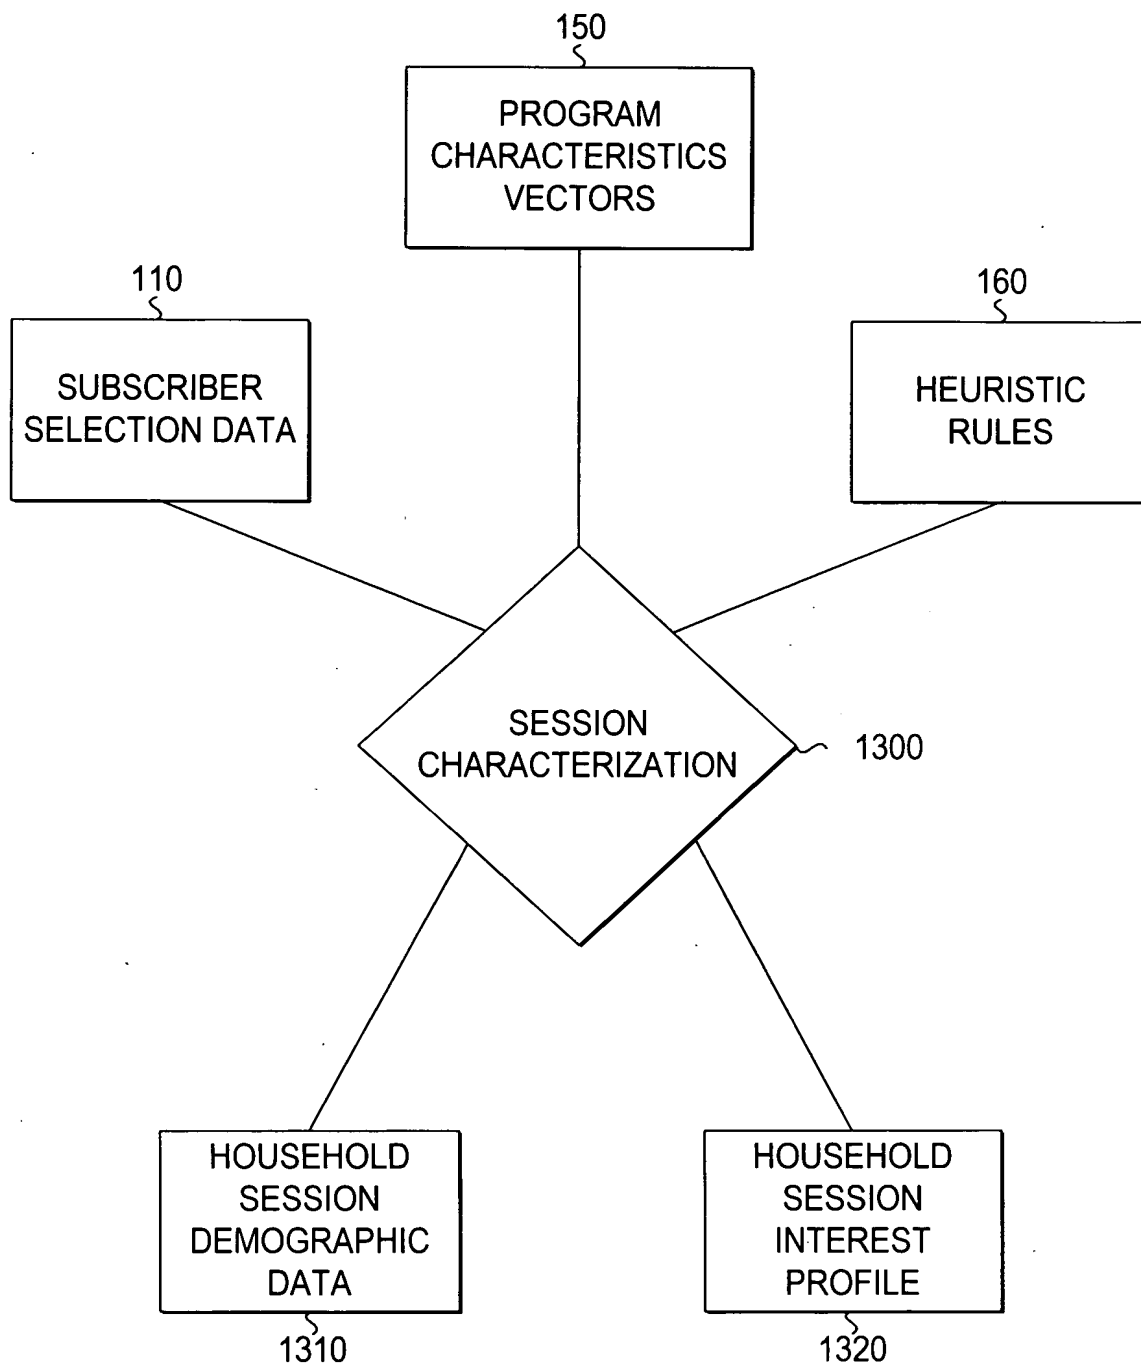 150
PROGRAM
CHARACTERISTICS
VECTORS
110
SUBSCRIBER
SELECTION DATA
160
HEURISTIC
RULES
SESSION
CHARACTERIZATION
1300
HOUSEHOLD
SESSION
DEMOGRAPHIC
DATA
1310
HOUSEHOLD
SESSION
INTEREST
PROFILE
1320